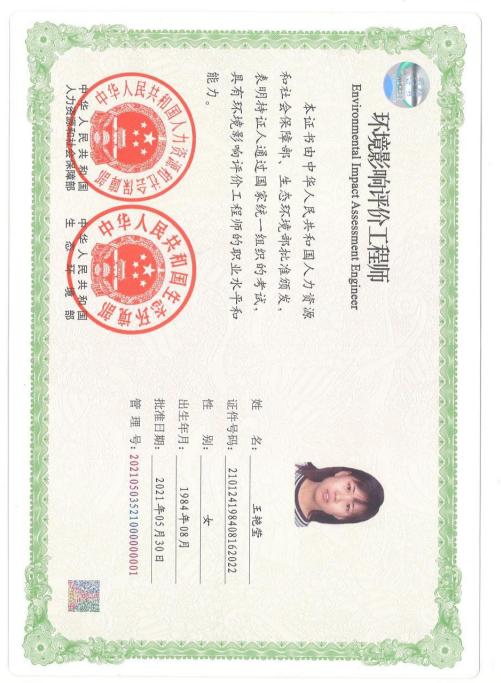 环境影响评价工程师
Environmental Impact Assessment Engineer
本证书由中华人民共和国人力资源
和社会保障部、生态环境部批准颁发，
表明持证人通过国家统一组织的考试，
具有环境影响评价工程师的职业水平和
能力。
中华人民共和国人力资源和社会保障部
中华人民共和国
人力资源和社会保障部
中华人民共和国生态环境部
中华人民共和国
生态环境部
姓 名：王艳莹
证件号码：210124198408162022
性 别：女
出生年月：1984年08月
批准日期：2021年05月30日
管 理 号：20210503521000000001